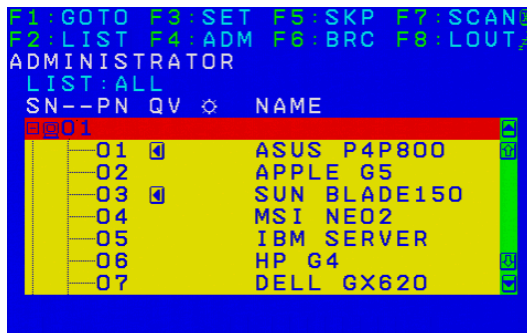 F1:GOTO F3:SET F5:SKP F7:SCAN
F2:LIST F4:ADM F6:BRC F8:LOUT
ADMINISTRATOR
LIST:ALL
SN--PN QV NAME
01
01 ASUS P4P800
02 APPLE G5
03 SUN BLADE150
04 MSI NEO2
05 IBM SERVER
06 HP G4
07 DELL GX620